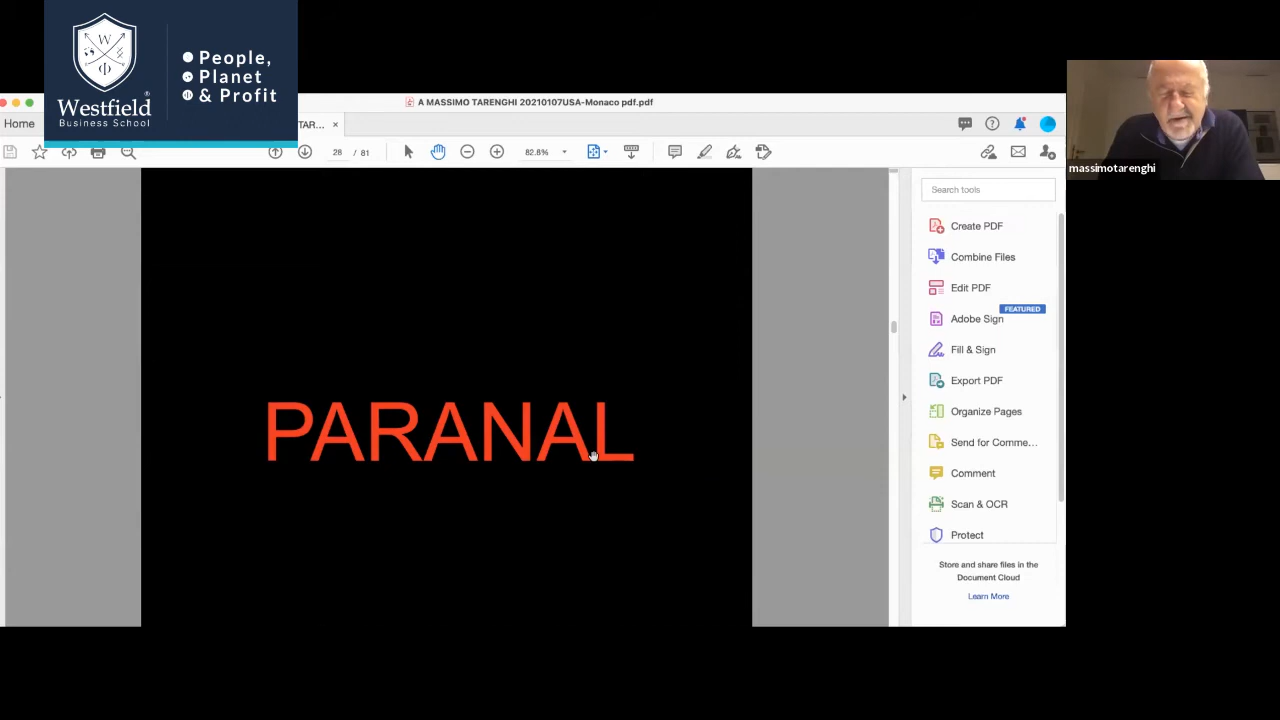 Westfield®
Business School
People,
Planet
& Profit
A MASSIMO TARENGHI 20210107USA-Monaco pdf.pdf
Home
TAR... ×
28 / 81
82.8%
massimotarenghi
PARANAL
Search tools
Create PDF
Combine Files
Edit PDF
FEATURED
Adobe Sign
Fill & Sign
Export PDF
Organize Pages
Send for Comme...
Comment
Scan & OCR
Protect
Store and share files in the
Document Cloud
Learn More